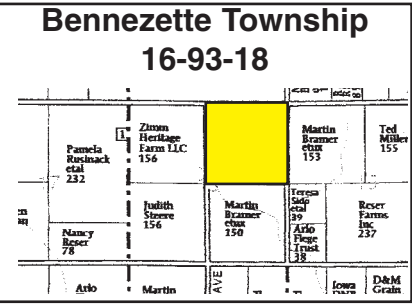 Bennezette Township
16-93-18
1
Pamela
Rusinack
etal
232
Zimm
Heritage
Farm LLC
156
Martin
Bramer
etux
153
Ted
Miller
155
Nancy
Reser
78
Judith
Steere
156
Martin
Bramer
etux
150
Teresa
Sido
etal
39
Arlo
Flege
Trust
38
Reser
Farms
Inc
237
Arlo
Martin
AVE
Iowa
D&M
Grain